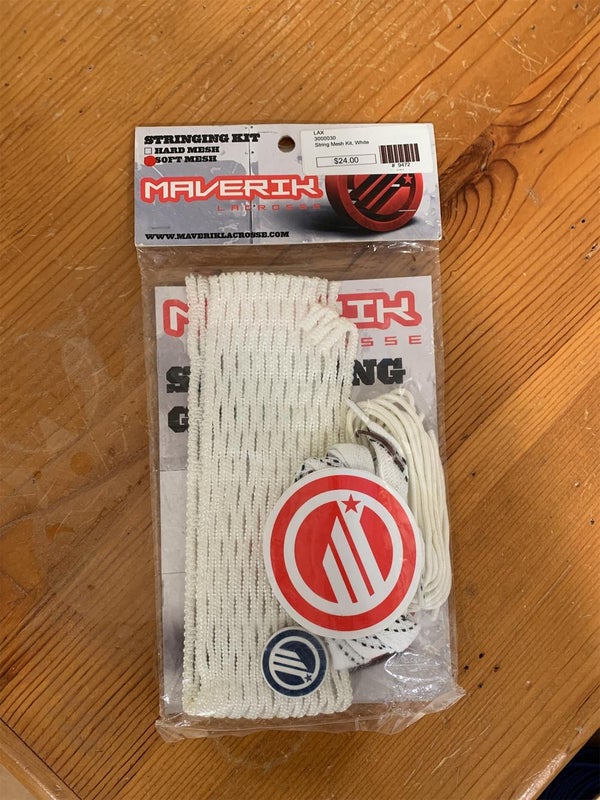 STRINGING KIT
HARD MESH
SOFT MESH
LAX
3000030
String Mesh Kit, White
$24.00
# 9472
MAVERIK
LACROSSE
WWW.MAVERIKLACROSSE.COM